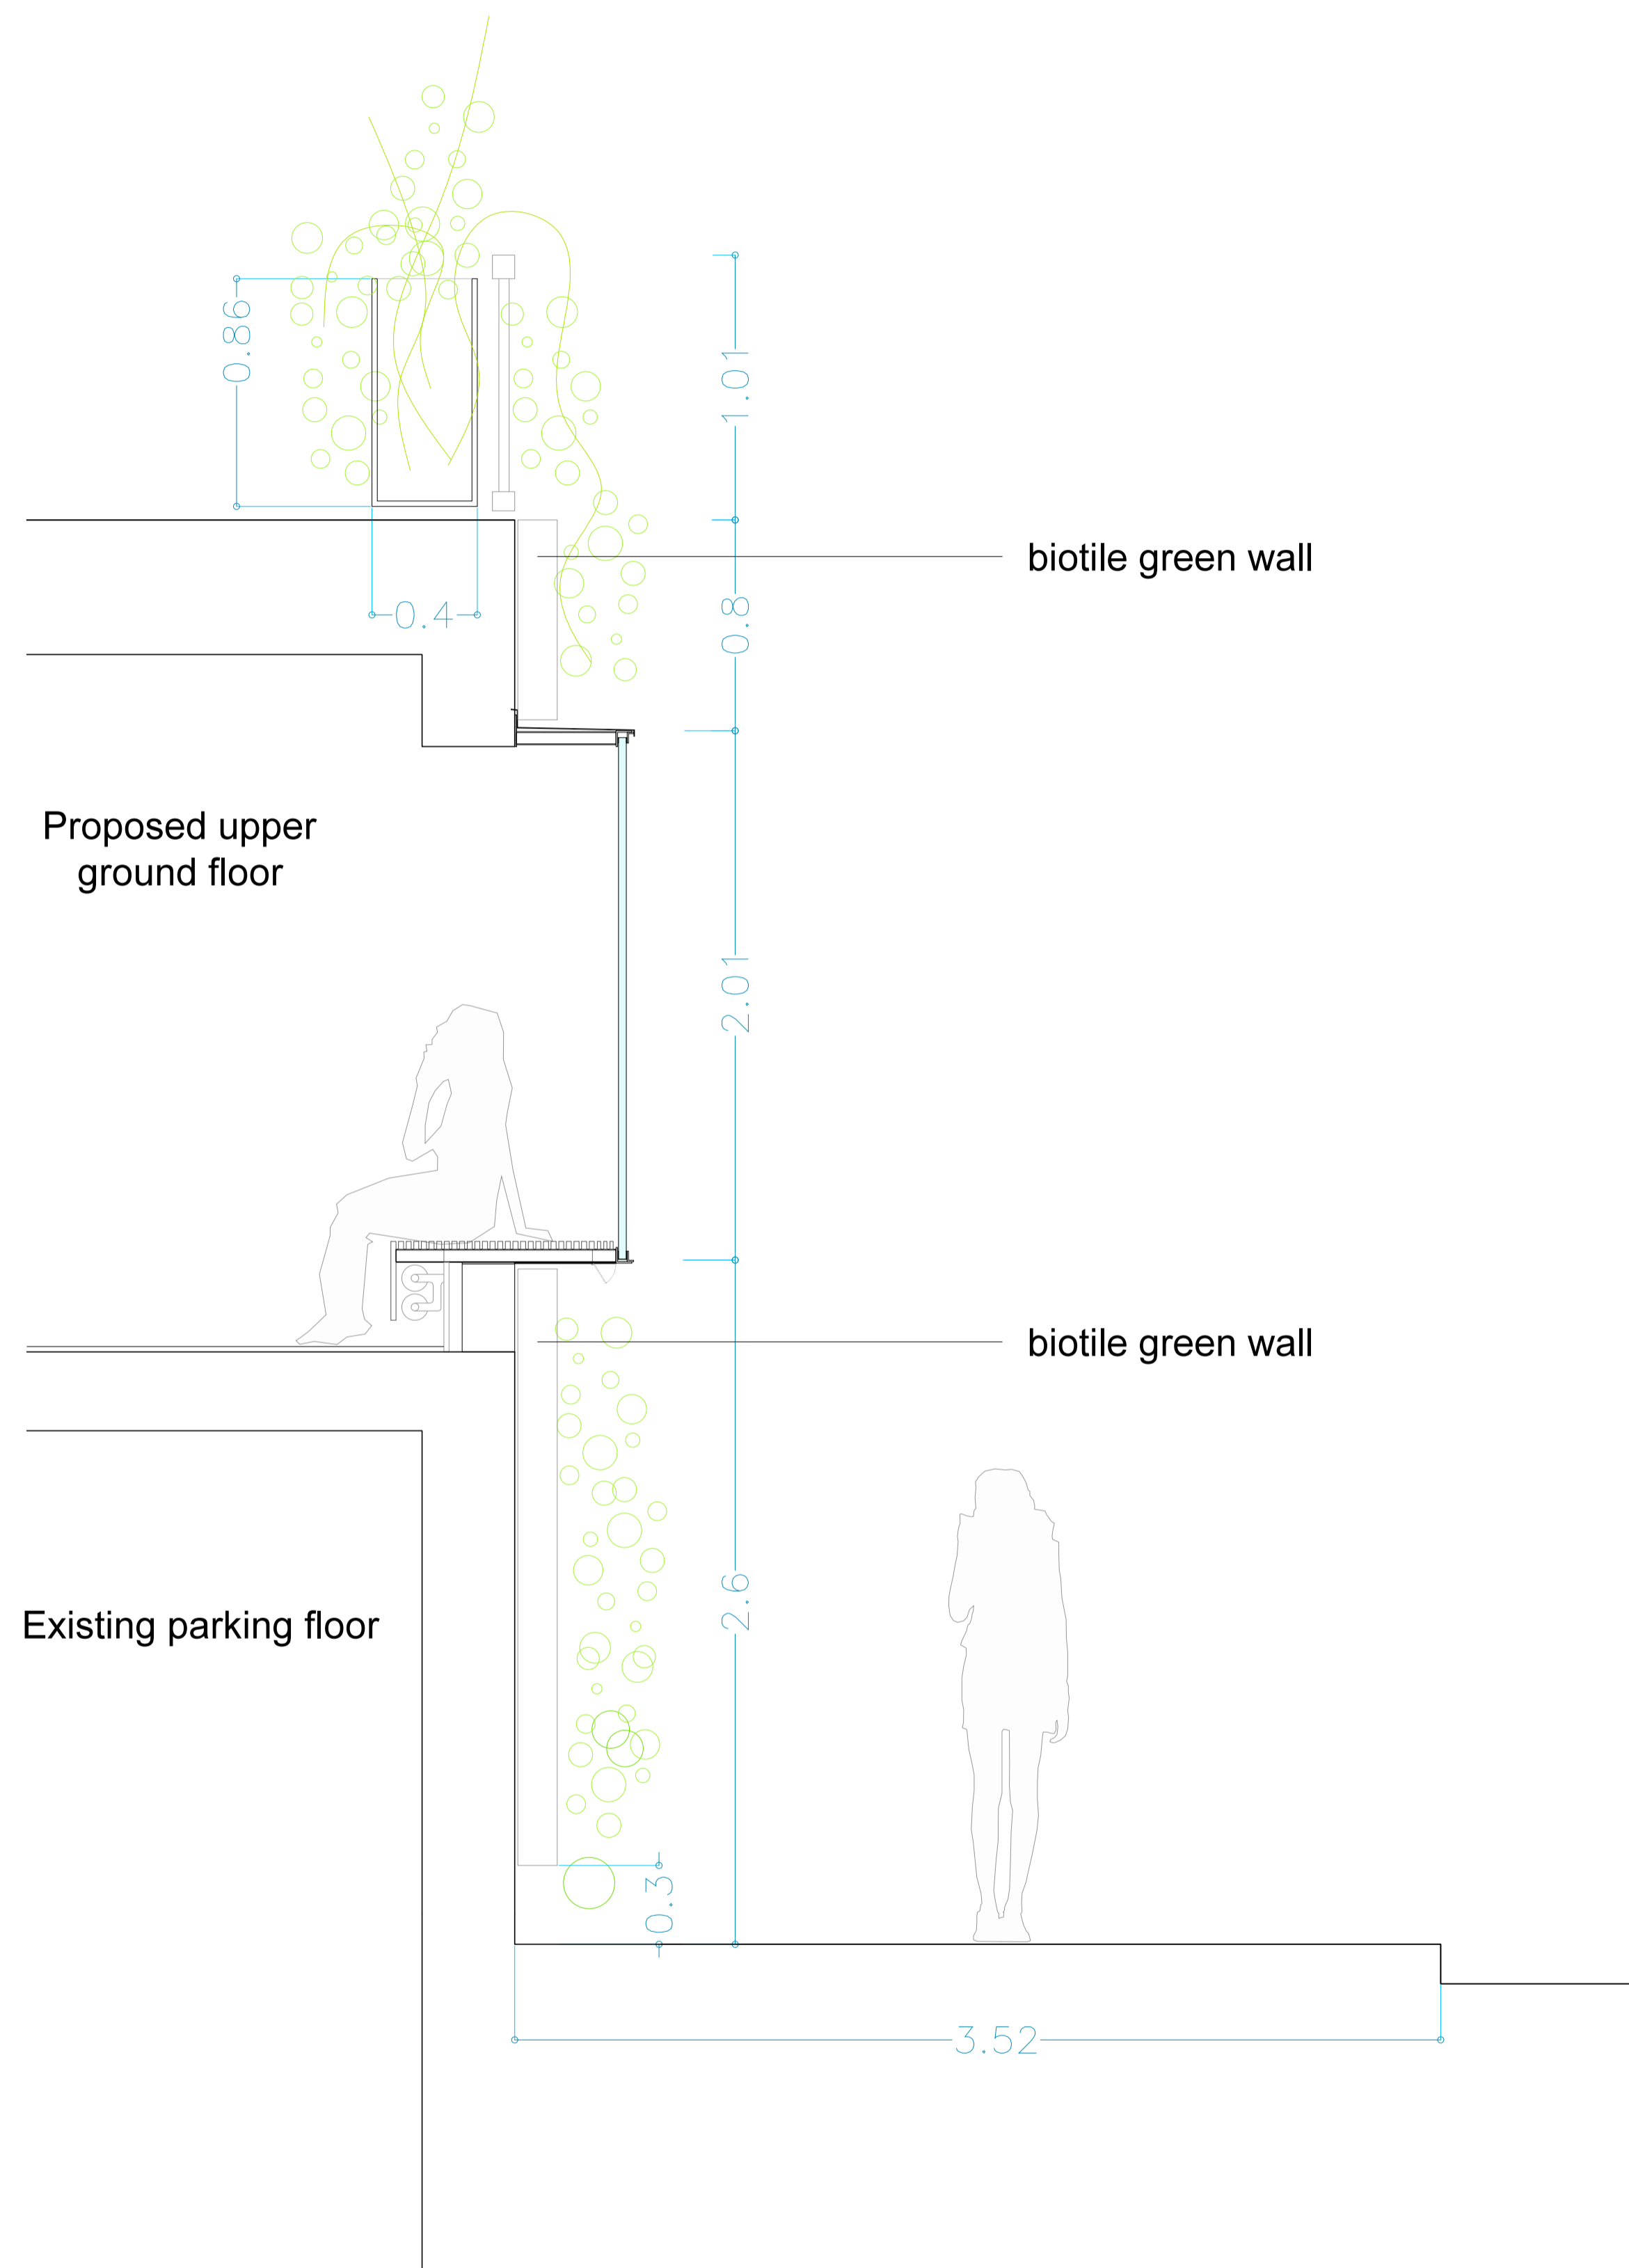 0.86
1.01
biotile green wall
0.8
0.4
Proposed upper
ground floor
2.01
biotile green wall
2.6
Existing parking floor
0.3
3.52